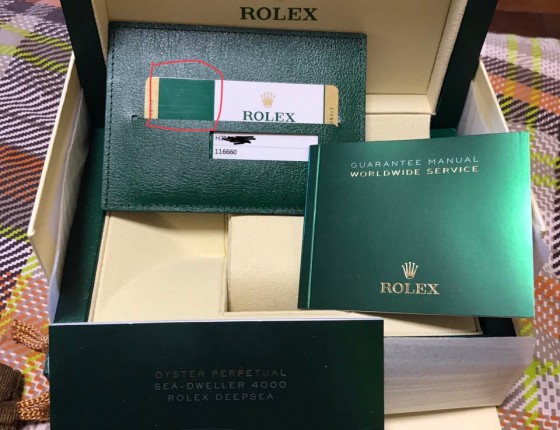 ROLEX
ROLEX
116660
GUARANTEE MANUAL
WORLDWIDE SERVICE
ROLEX
OYSTER PERPETUAL
SEA-DWELLER 4000
ROLEX DEEPSEA